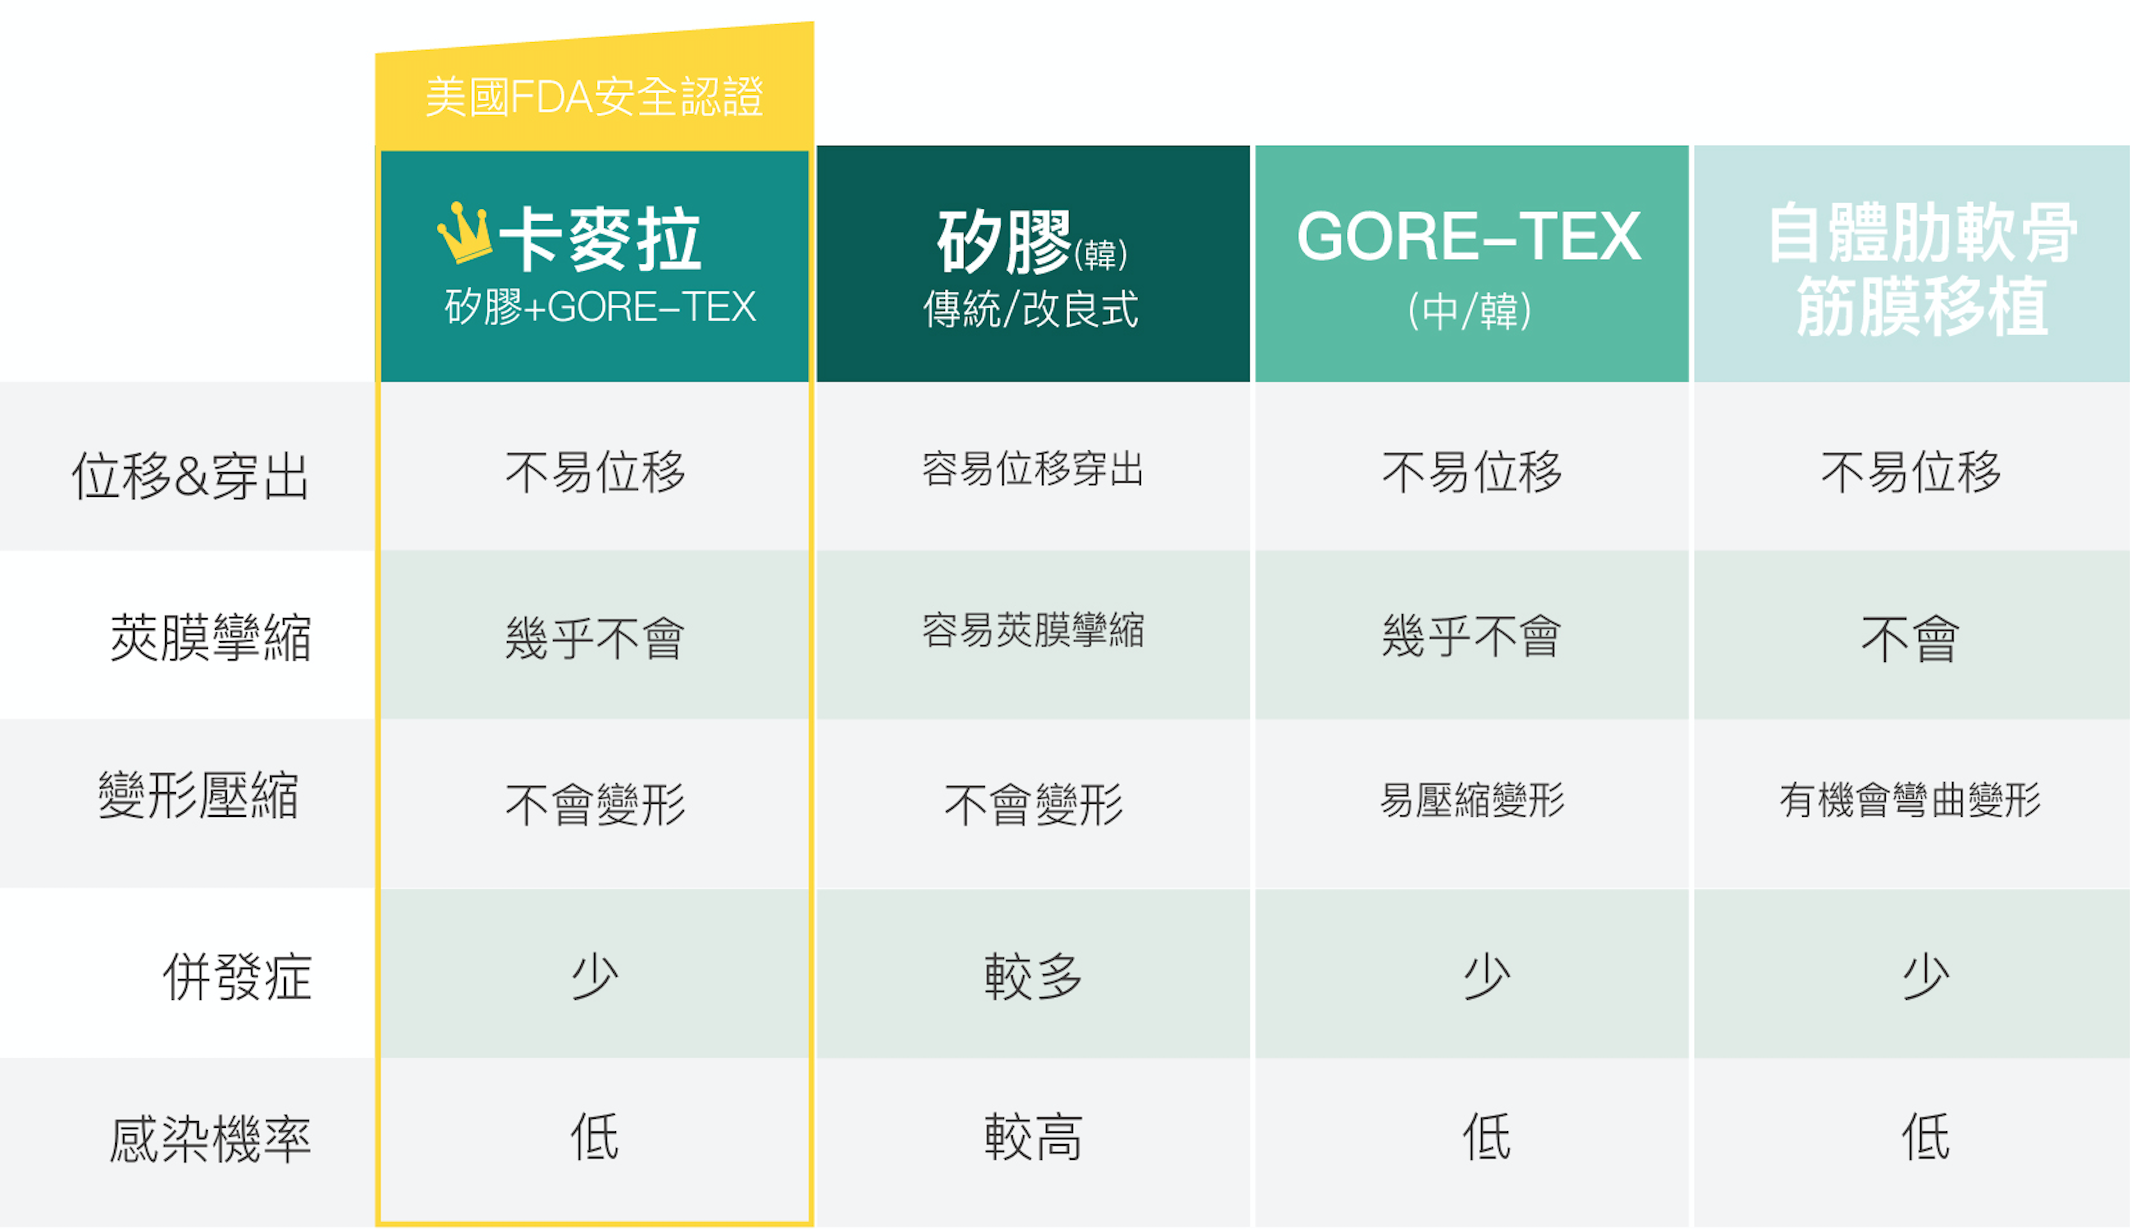 美國FDA安全認證
卡麥拉
矽膠+GORE-TEX
矽膠(韓)
傳統/改良式
GORE-TEX
(中/韓)
自體肋軟骨
筋膜移植
位移&穿出
不易位移
容易位移穿出
不易位移
不易位移
莢膜攣縮
幾乎不會
容易莢膜攣縮
幾乎不會
不會
變形壓縮
不會變形
不會變形
易壓縮變形
有機會彎曲變形
併發症
少
較多
少
少
感染機率
低
較高
低
低